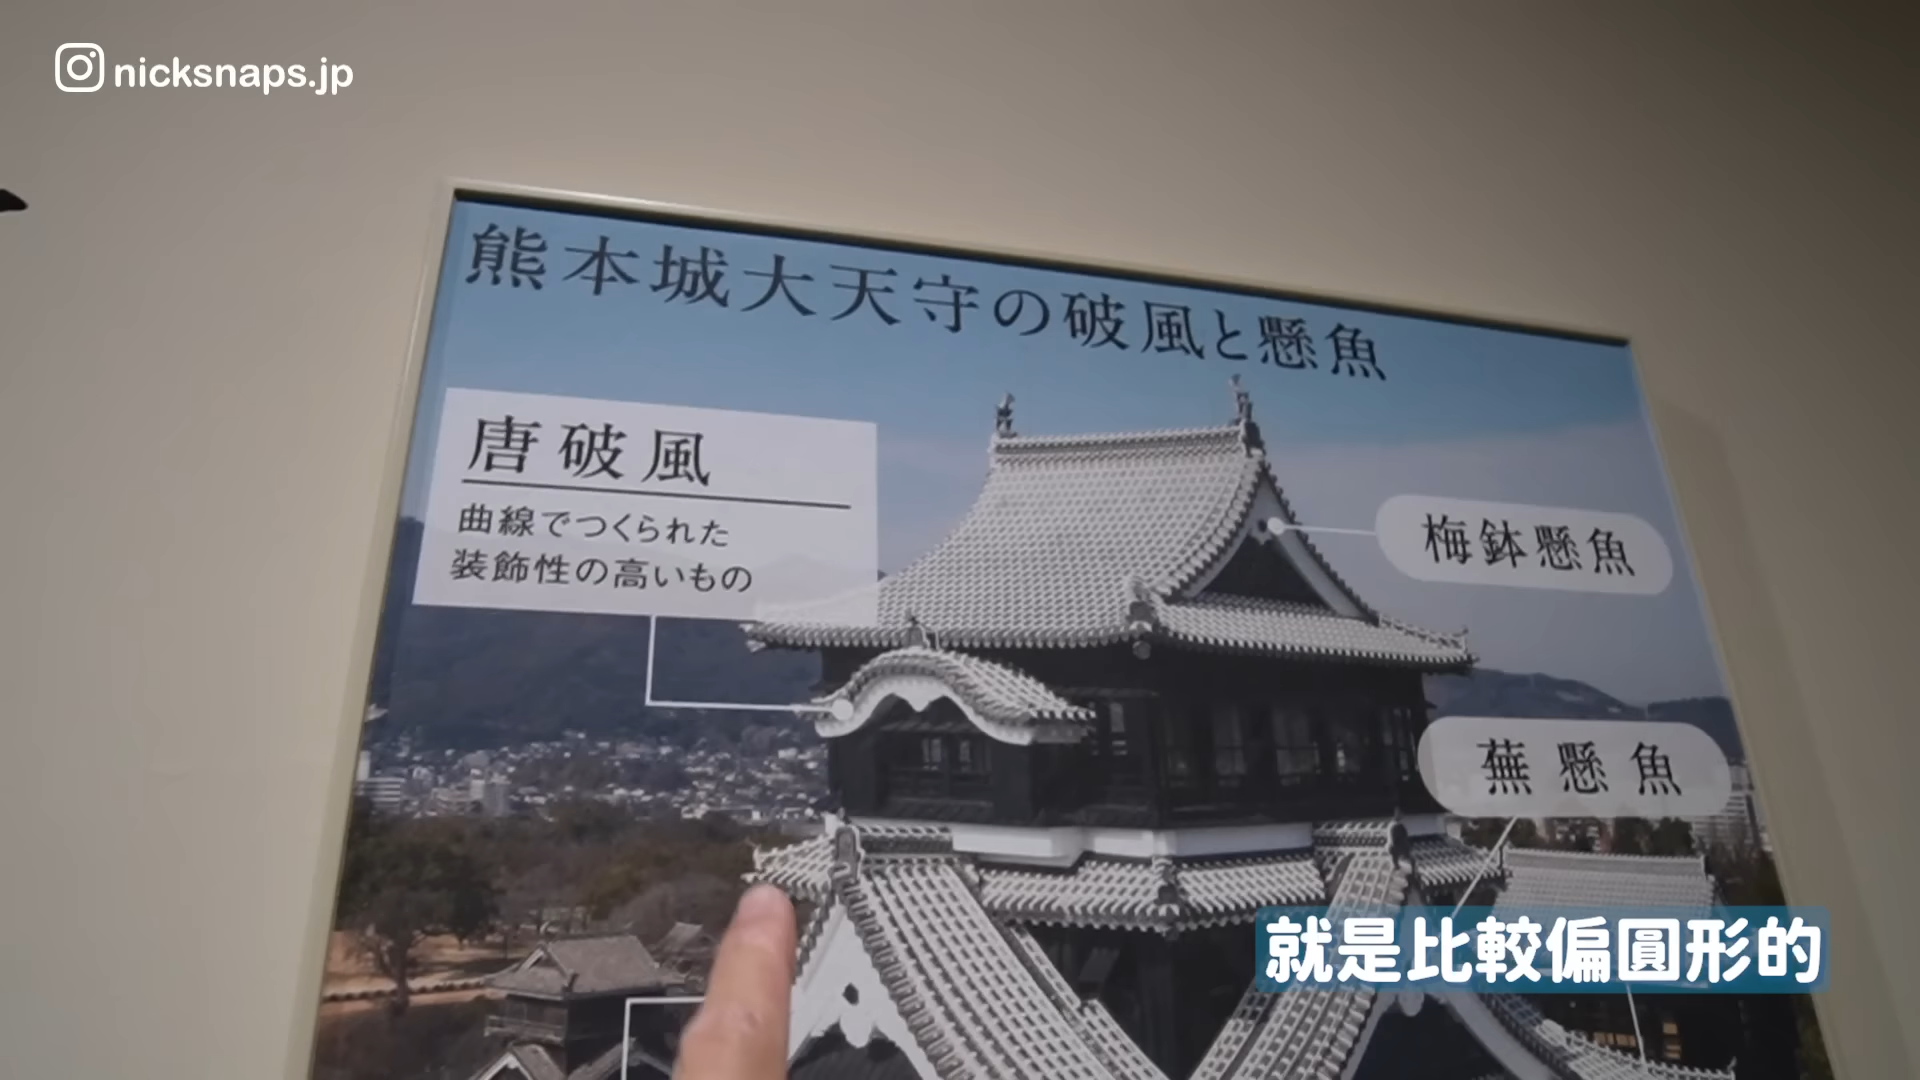 nicksnaps.jp
熊本城大天守の破風と懸魚
唐破風
曲線でつくられた
装飾性の高いもの
梅鉢懸魚
蕪懸魚
就是比較偏圓形的